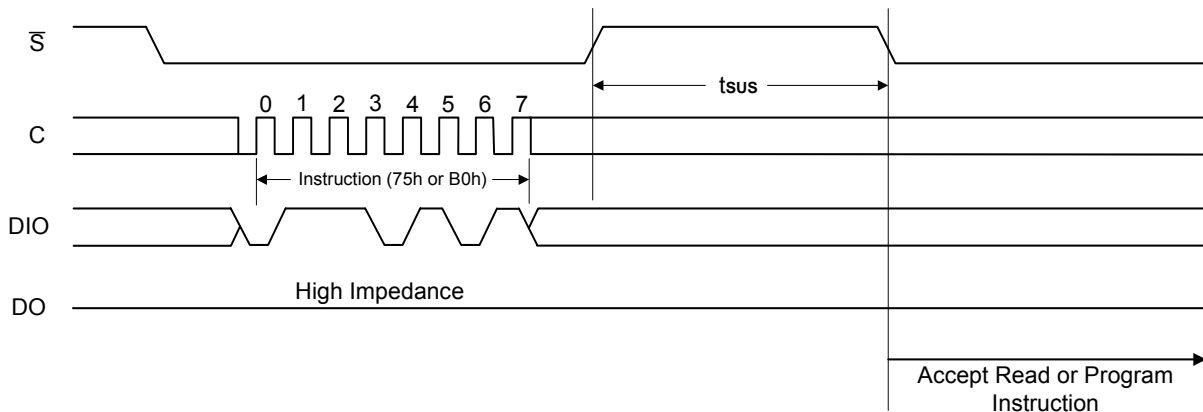 S̅
tsus
0 1 2 3 4 5 6 7
C
Instruction (75h or B0h)
DIO
High Impedance
DO
Accept Read or Program
Instruction